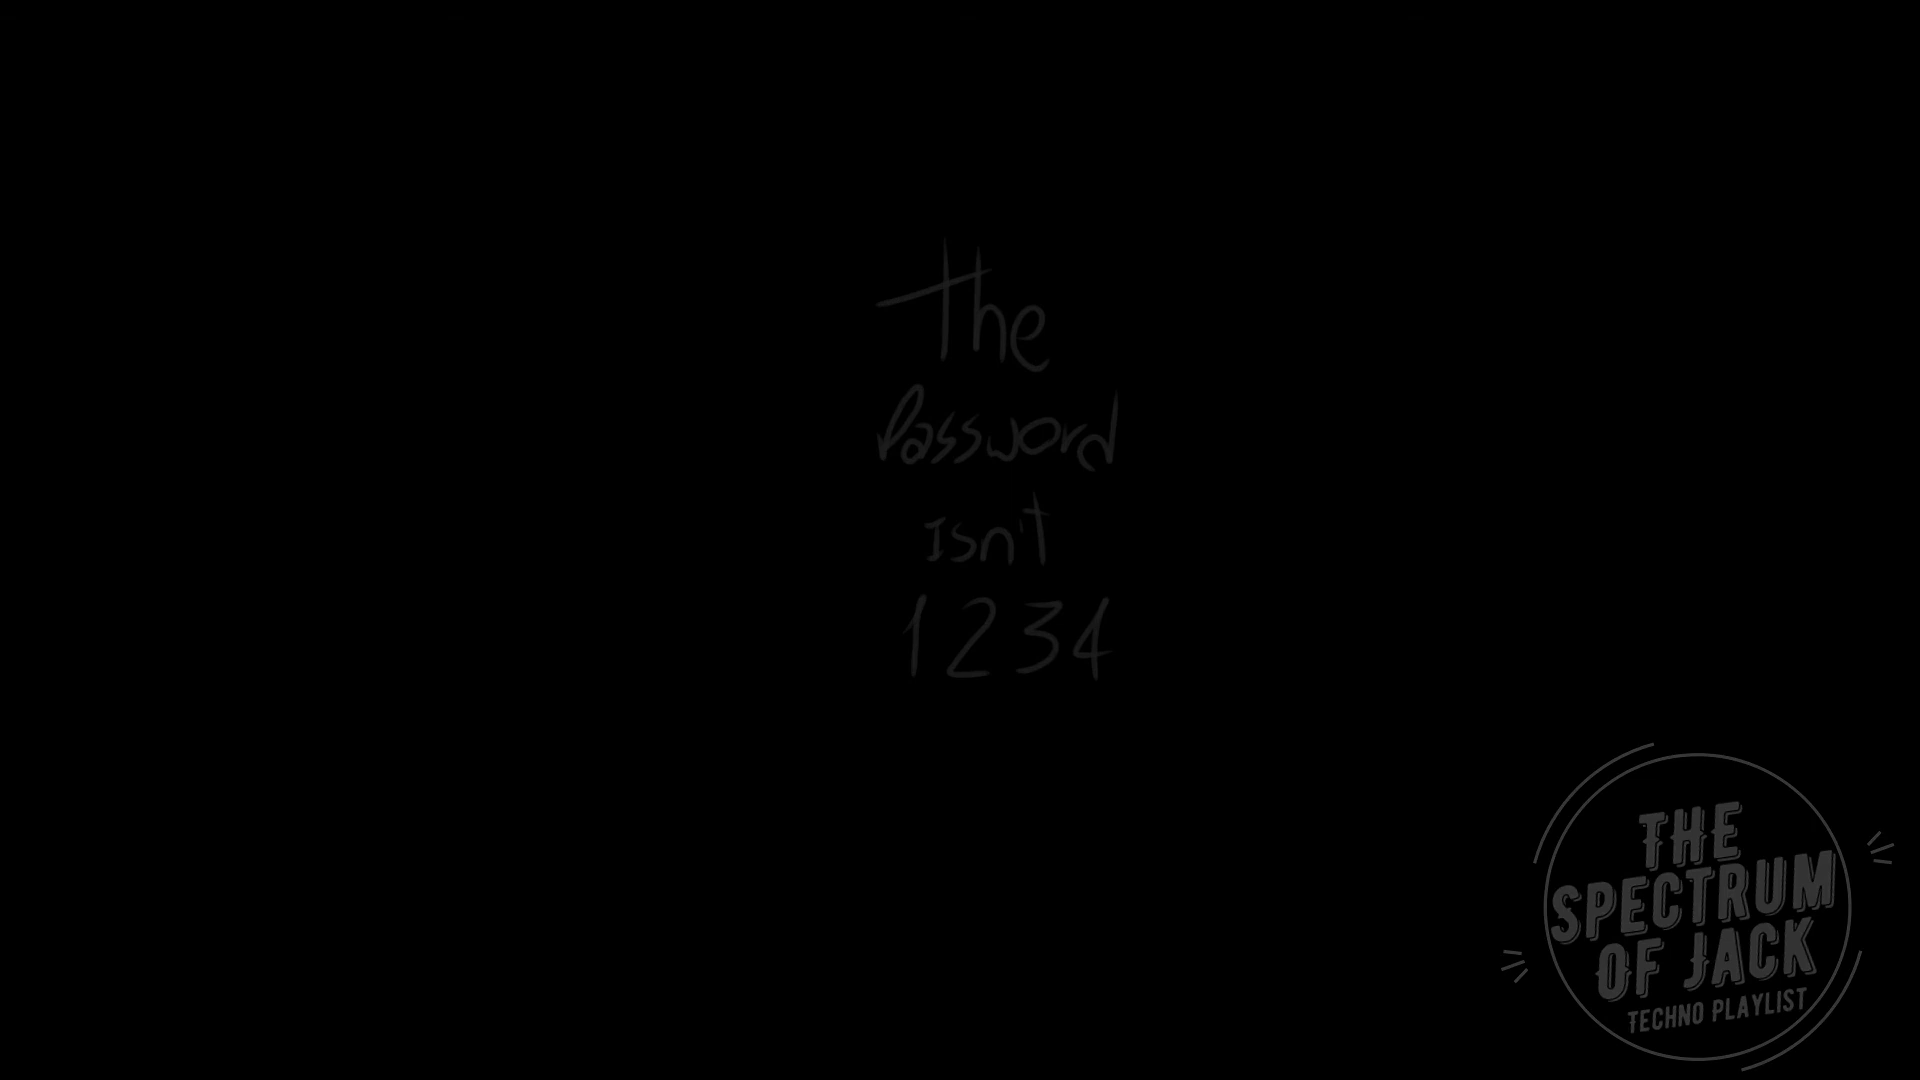 The
Password
Isn't
1234
THE
SPECTRUM
OF JACK
TECHNO PLAYLIST